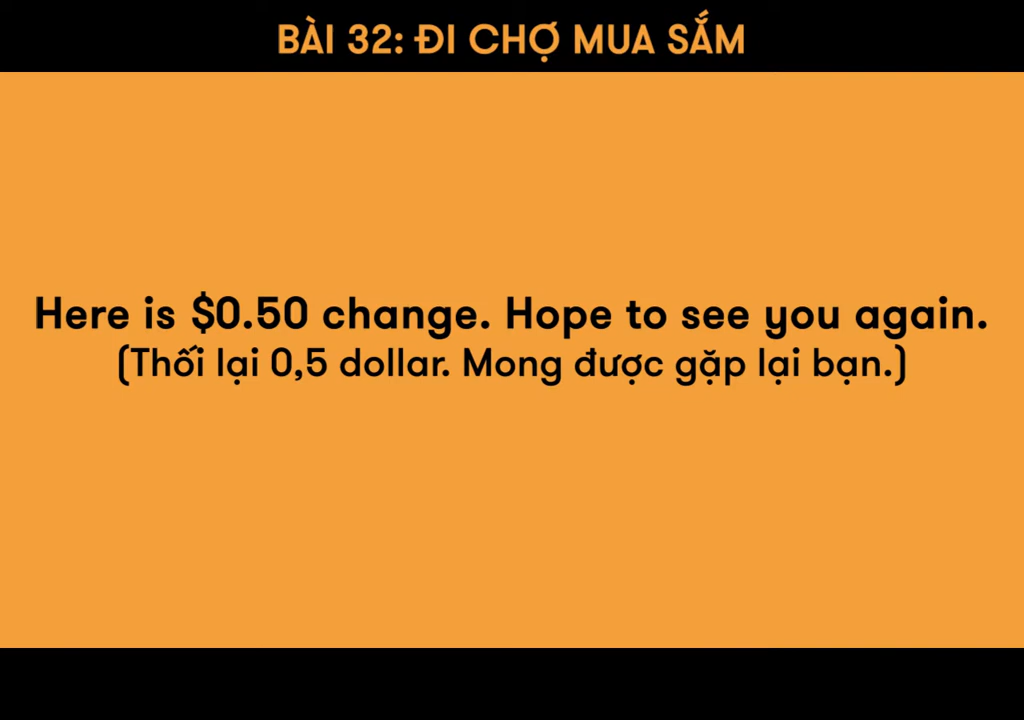 BÀI 32: ĐI CHỢ MUA SẮM
Here is $0.50 change. Hope to see you again.
(Thối lại 0,5 dollar. Mong được gặp lại bạn.)